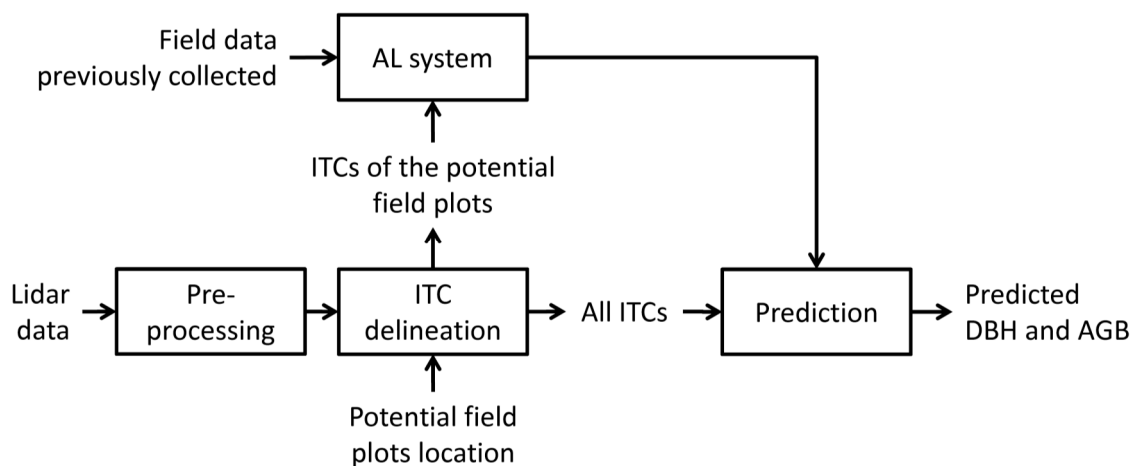 Field data
previously collected
AL system
ITCs of the potential
field plots
Lidar
data
Pre-
processing
ITC
delineation
All ITCs
Prediction
Predicted
DBH and AGB
Potential field
plots location